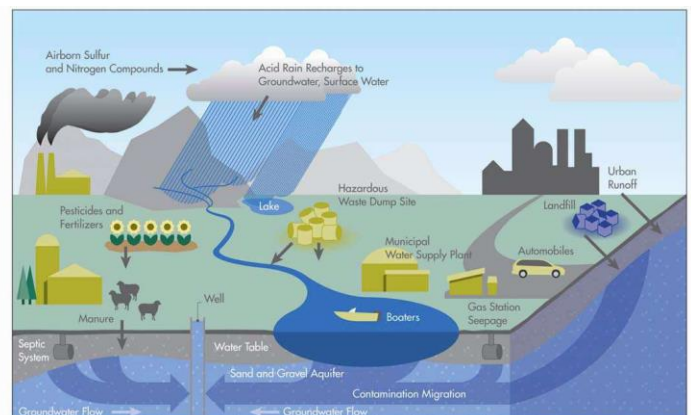 Airborn Sulfur
and Nitrogen Compounds
Acid Rain Recharges to
Groundwater, Surface Water
Urban
Runoff
Hazardous
Waste Dump Site
Lake
Landfill
Pesticides and
Fertilizers
Municipal
Water Supply Plant
Automobiles
Well
Gas Station
Seepage
Boaters
Manure
Septic
System
Water Table
Sand and Gravel Aquifer
Contamination Migration
Groundwater Flow
Groundwater Flow